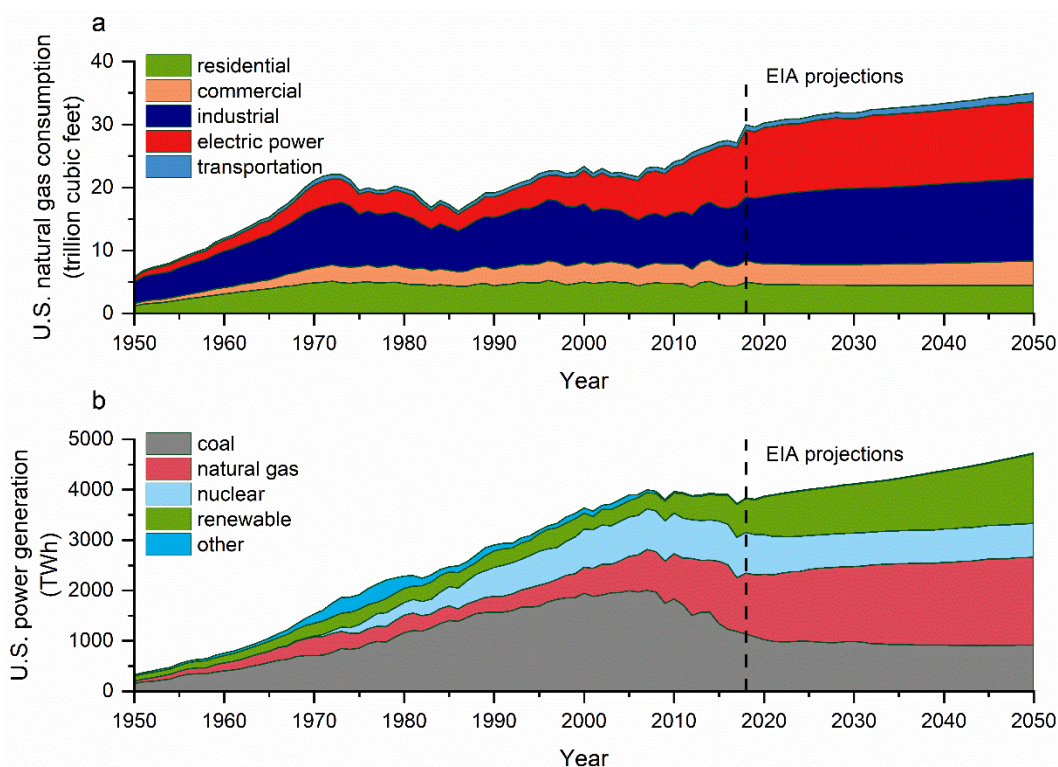 a
U.S. natural gas consumption
(trillion cubic feet)
40
30
20
10
0
residential
commercial
industrial
electric power
transportation
EIA projections
1950 1960 1970 1980 1990 2000 2010 2020 2030 2040 2050
Year
b
U.S. power generation
(TWh)
5000
4000
3000
2000
1000
0
coal
natural gas
nuclear
renewable
other
EIA projections
1950 1960 1970 1980 1990 2000 2010 2020 2030 2040 2050
Year